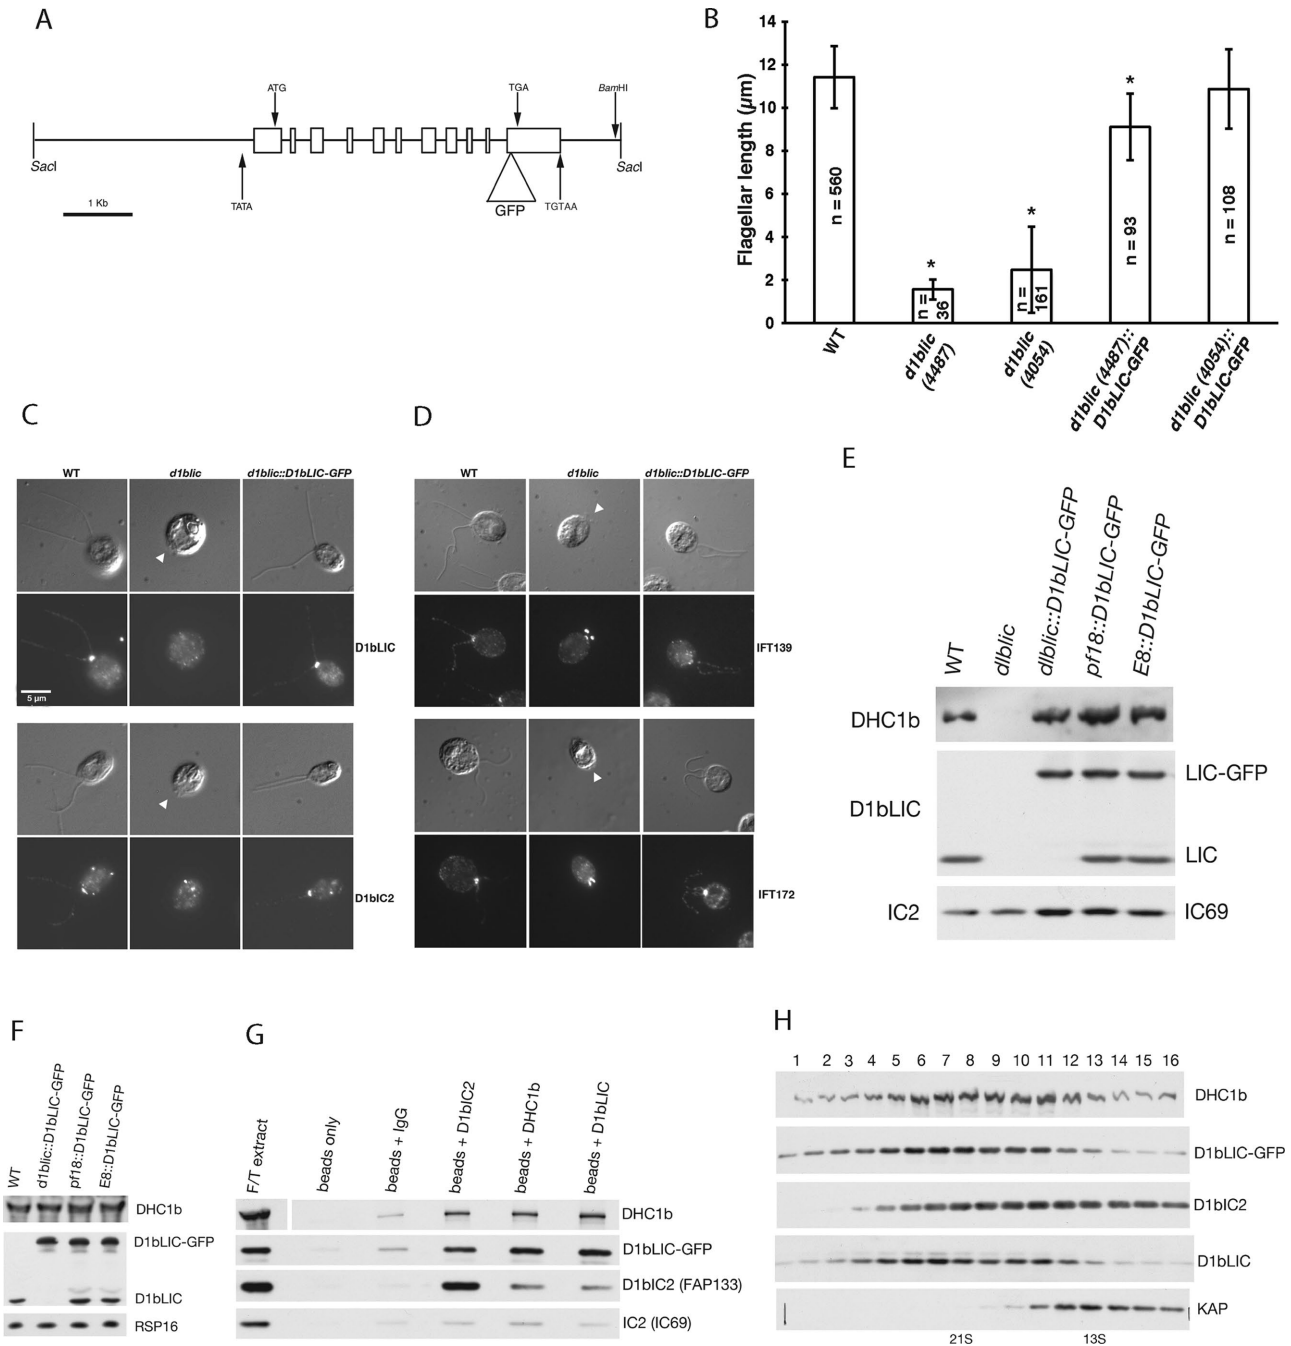 A
ATG
TGA
BamHI
SacI
SacI
TATA
GFP
TGTAA
1 Kb
B
Flagellar length (µm)
14
12
10
8
6
4
2
0
n = 560
n = 36
n = 161
n = 93
n = 108
*
*
*
WT
d1blic (4487)
d1blic (4054)
d1blic (4487):: D1bLIC-GFP
d1blic (4054):: D1bLIC-GFP
C
WT d1blic d1blic::D1bLIC-GFP
D1bLIC
5 µm
D1bIC2
D
WT d1blic d1blic::D1bLIC-GFP
IFT139
IFT172
E
WT
dlblic
dlblic::D1bLIC-GFP
pf18::D1bLIC-GFP
E8::D1bLIC-GFP
DHC1b
LIC-GFP
D1bLIC
LIC
IC2
IC69
F
WT
d1blic::D1bLIC-GFP
pf18::D1bLIC-GFP
E8::D1bLIC-GFP
DHC1b
D1bLIC-GFP
D1bLIC
RSP16
G
F/T extract
beads only
beads + IgG
beads + D1bIC2
beads + DHC1b
beads + D1bLIC
DHC1b
D1bLIC-GFP
D1bIC2 (FAP133)
IC2 (IC69)
H
1 2 3 4 5 6 7 8 9 10 11 12 13 14 15 16
DHC1b
D1bLIC-GFP
D1bIC2
D1bLIC
KAP
21S 13S